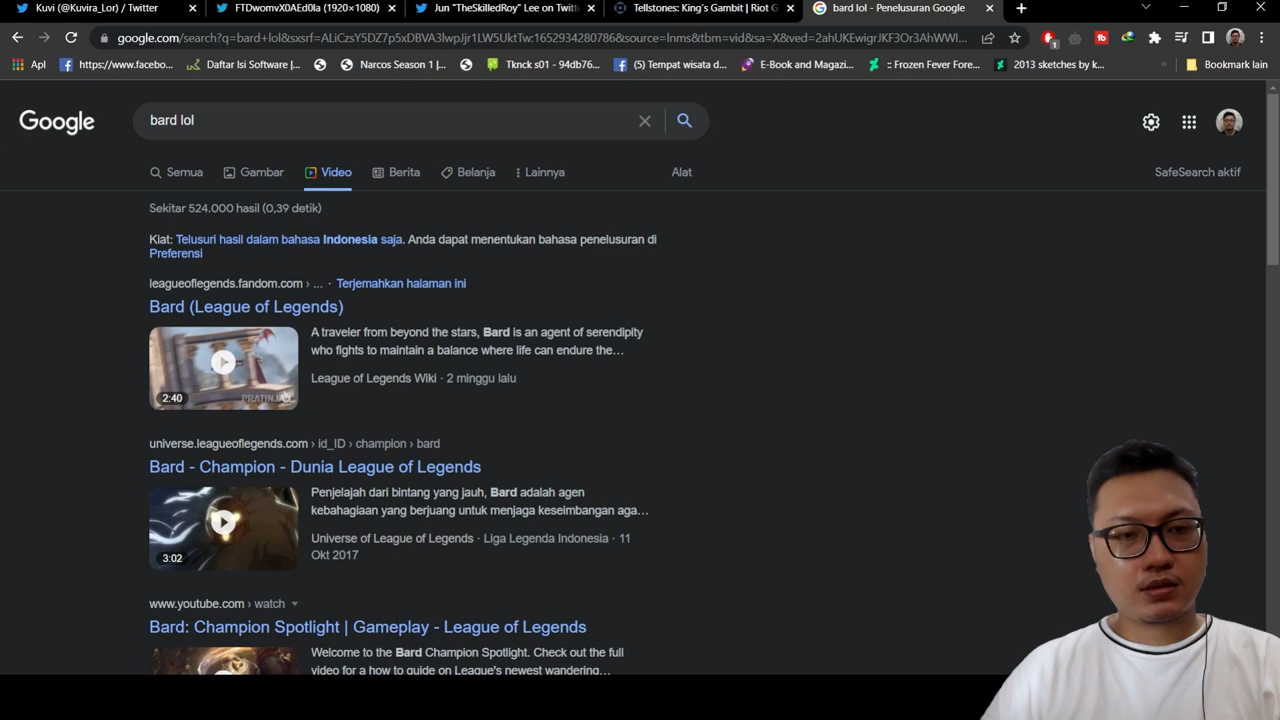 Kuvi (@Kuvira_Lor) / Twitter
FTDwomvX0AEd0la (1920×1080)
Jun "TheSkilledRoy" Lee on Twitt
Tellstones: King's Gambit | Riot G
bard lol - Penelusuran Google
google.com/search?q=bard+lol&sxsrf=ALiCzsY5DZ7p5xDBVA3lwpJjr1LW5UktTw:1652934280786&source=lnms&tbm=vid&sa=X&ved=2ahUKEwigrJKF3Or3AhWWI...
Apl
https://www.facebo...
Daftar Isi Software |...
Narcos Season 1 |...
Tknck s01 - 94db76...
(5) Tempat wisata d...
E-Book and Magazi...
:: Frozen Fever Fore...
2013 sketches by k...
Bookmark lain
Google
bard lol
Semua
Gambar
Video
Berita
Belanja
Lainnya
Alat
SafeSearch aktif
Sekitar 524.000 hasil (0,39 detik)
Kiat: Telusuri hasil dalam bahasa Indonesia saja. Anda dapat menentukan bahasa penelusuran di
Preferensi
leagueoflegends.fandom.com › ... · Terjemahkan halaman ini
Bard (League of Legends)
A traveler from beyond the stars, Bard is an agent of serendipity
who fights to maintain a balance where life can endure the...
2:40
League of Legends Wiki · 2 minggu lalu
universe.leagueoflegends.com › id_ID › champion › bard
Bard - Champion - Dunia League of Legends
Penjelajah dari bintang yang jauh, Bard adalah agen
kebahagiaan yang berjuang untuk menjaga keseimbangan aga...
3:02
Universe of League of Legends · Liga Legenda Indonesia · 11
Okt 2017
www.youtube.com › watch
Bard: Champion Spotlight | Gameplay - League of Legends
Welcome to the Bard Champion Spotlight. Check out the full
video for a how to guide on League's newest wandering...